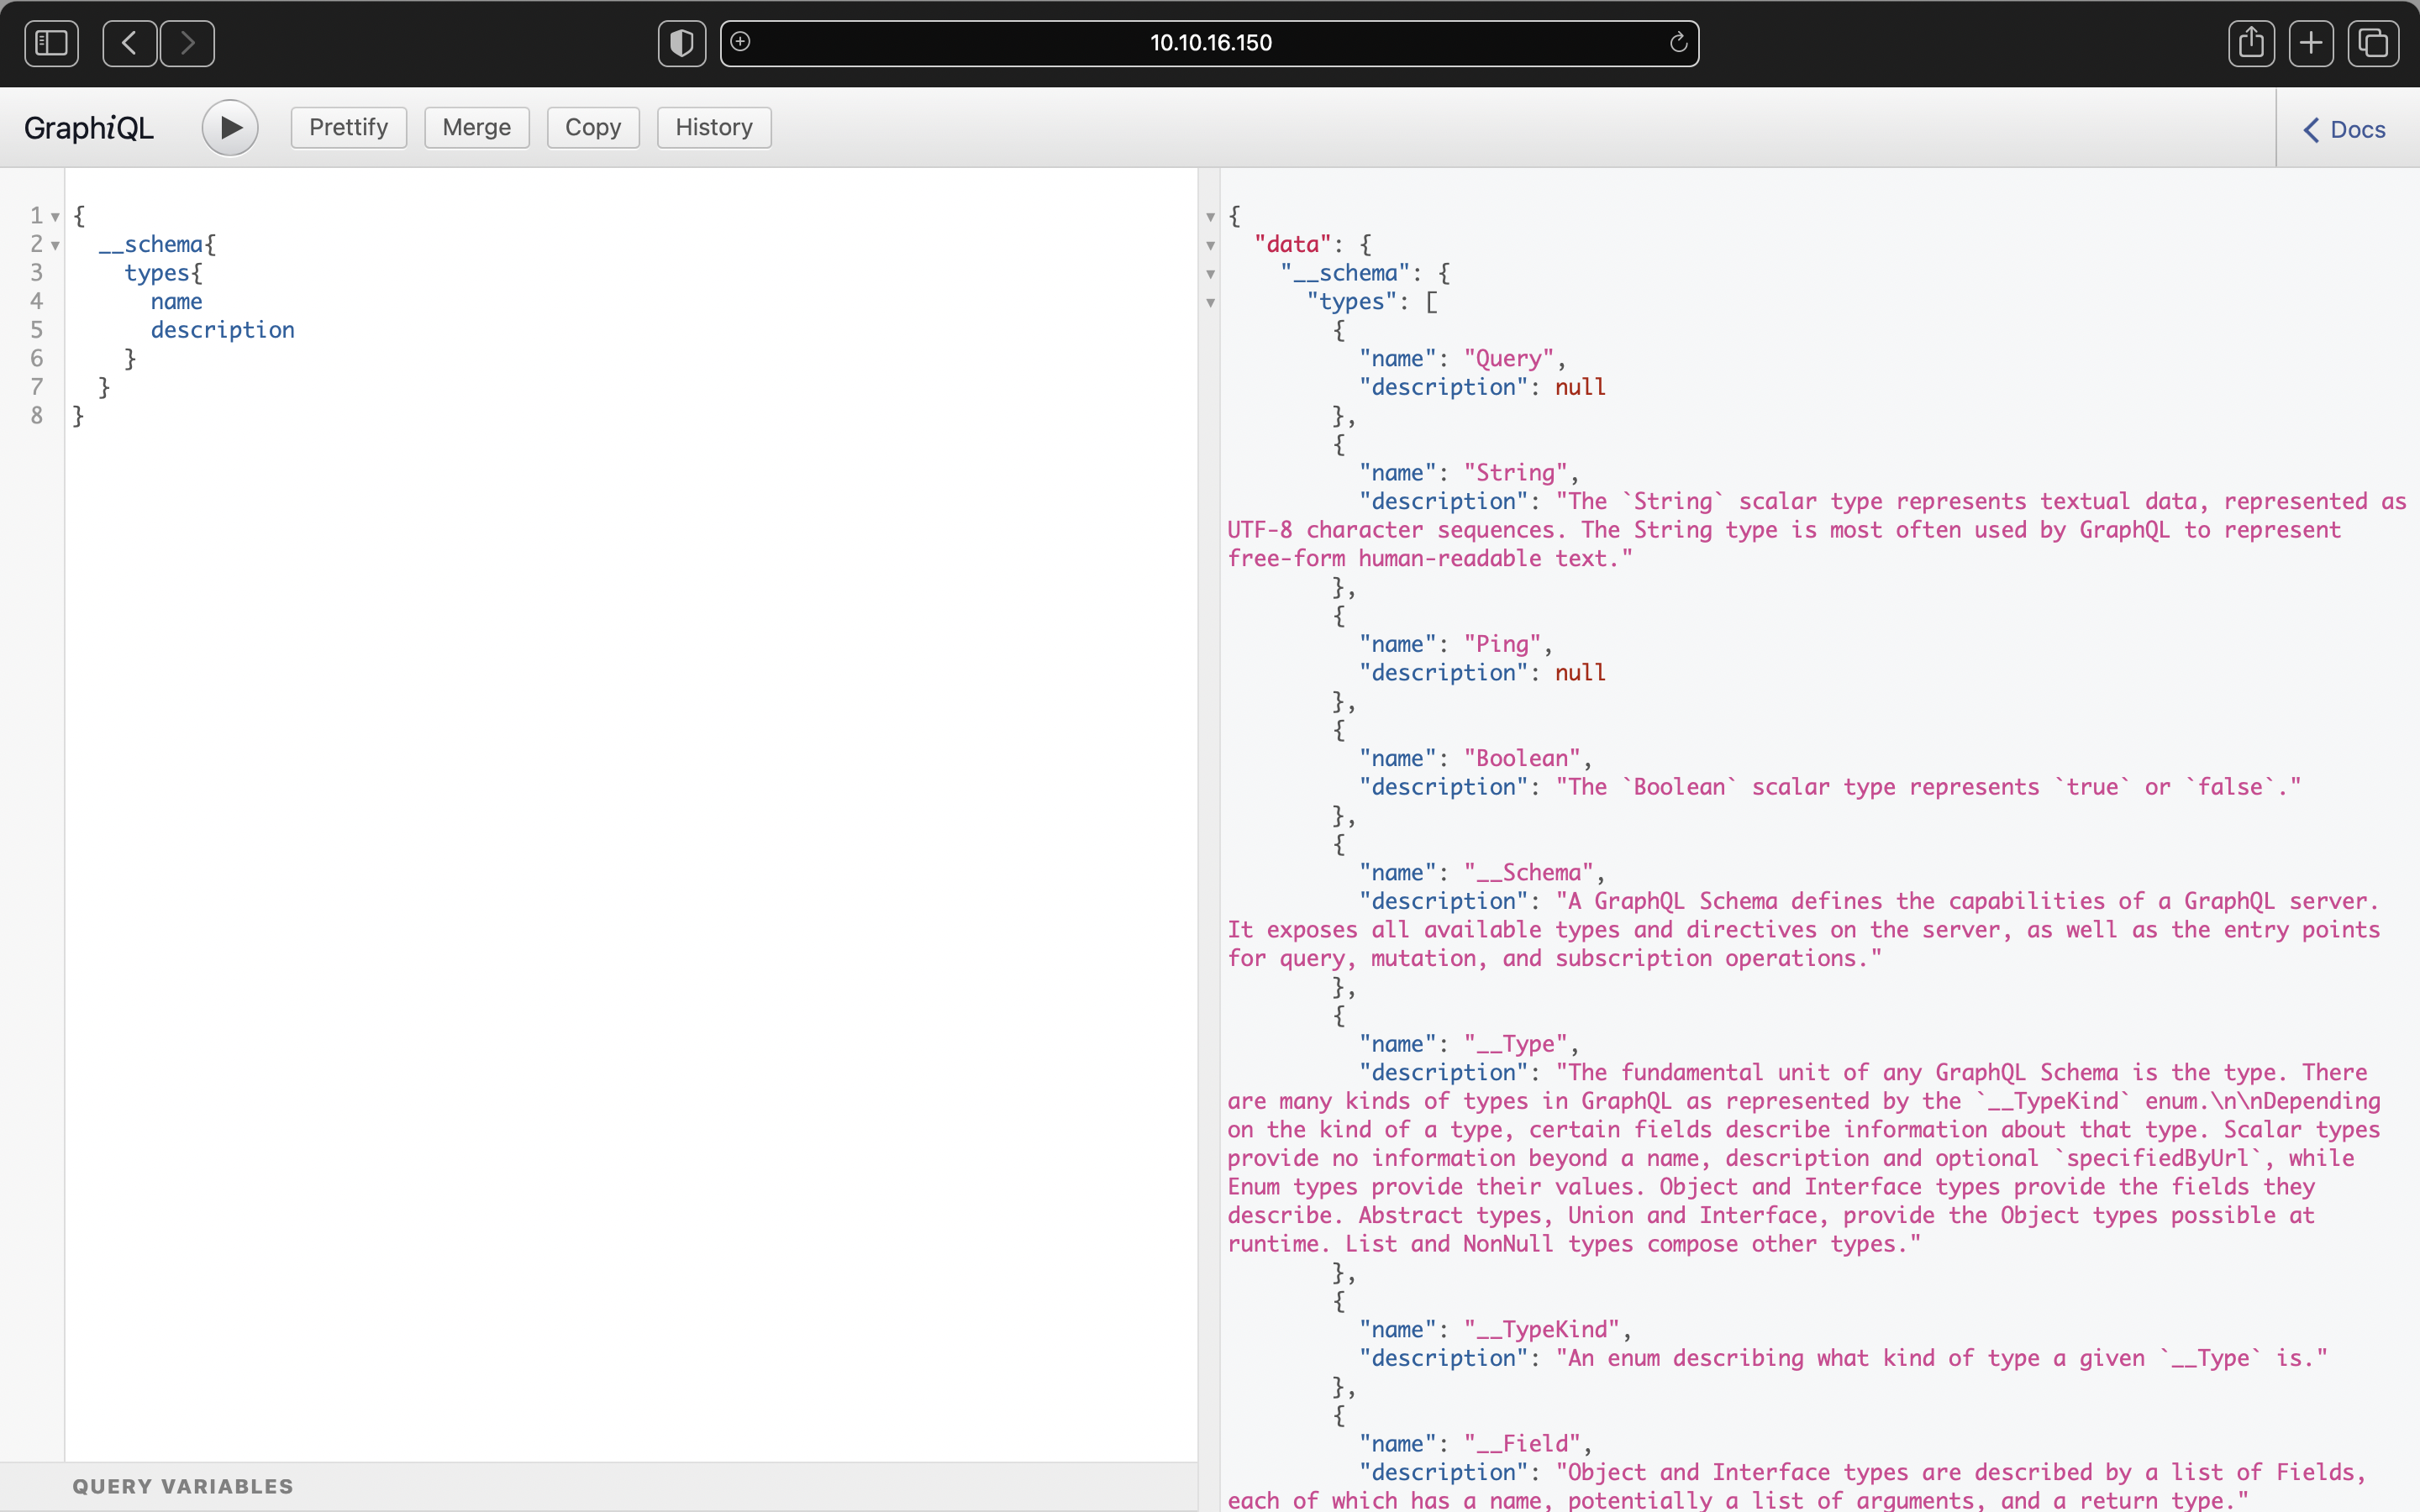 10.10.16.150
GraphiQL
Prettify
Merge
Copy
History
Docs
1 {
2   __schema{
3     types{
4       name
5       description
6     }
7   }
8 }
QUERY VARIABLES
{
  "data": {
    "__schema": {
      "types": [
        {
          "name": "Query",
          "description": null
        },
        {
          "name": "String",
          "description": "The `String` scalar type represents textual data, represented as
UTF-8 character sequences. The String type is most often used by GraphQL to represent
free-form human-readable text."
        },
        {
          "name": "Ping",
          "description": null
        },
        {
          "name": "Boolean",
          "description": "The `Boolean` scalar type represents `true` or `false`."
        },
        {
          "name": "__Schema",
          "description": "A GraphQL Schema defines the capabilities of a GraphQL server.
It exposes all available types and directives on the server, as well as the entry points
for query, mutation, and subscription operations."
        },
        {
          "name": "__Type",
          "description": "The fundamental unit of any GraphQL Schema is the type. There
are many kinds of types in GraphQL as represented by the `__TypeKind` enum.\n\nDepending
on the kind of a type, certain fields describe information about that type. Scalar types
provide no information beyond a name, description and optional `specifiedByUrl`, while
Enum types provide their values. Object and Interface types provide the fields they
describe. Abstract types, Union and Interface, provide the Object types possible at
runtime. List and NonNull types compose other types."
        },
        {
          "name": "__TypeKind",
          "description": "An enum describing what kind of type a given `__Type` is."
        },
        {
          "name": "__Field",
          "description": "Object and Interface types are described by a list of Fields,
each of which has a name, potentially a list of arguments, and a return type."